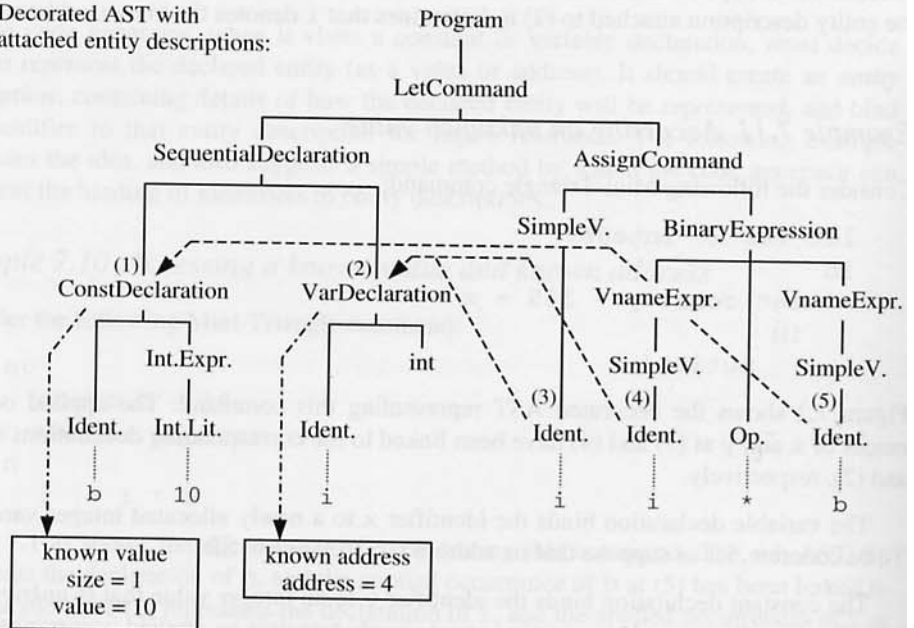 Decorated AST with
attached entity descriptions:
Program
LetCommand
SequentialDeclaration
AssignCommand
SimpleV.
BinaryExpression
(1)
(2)
ConstDeclaration
VarDeclaration
VnameExpr.
VnameExpr.
Int.Expr.
int
SimpleV.
SimpleV.
(3)
(4)
(5)
Ident.
Int.Lit.
Ident.
Ident.
Ident.
Op.
Ident.
b
10
i
i
i
*
b
known value
size = 1
value = 10
known address
address = 4